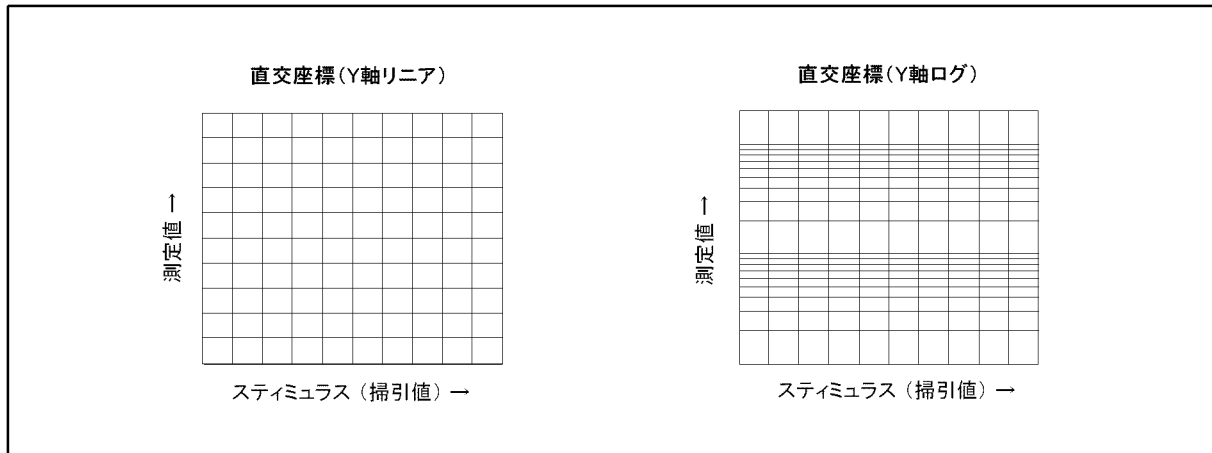 直交座標(Y軸リニア)
測定値 →
スティミュラス (掃引値) →
直交座標(Y軸ログ)
測定値 →
スティミュラス (掃引値) →